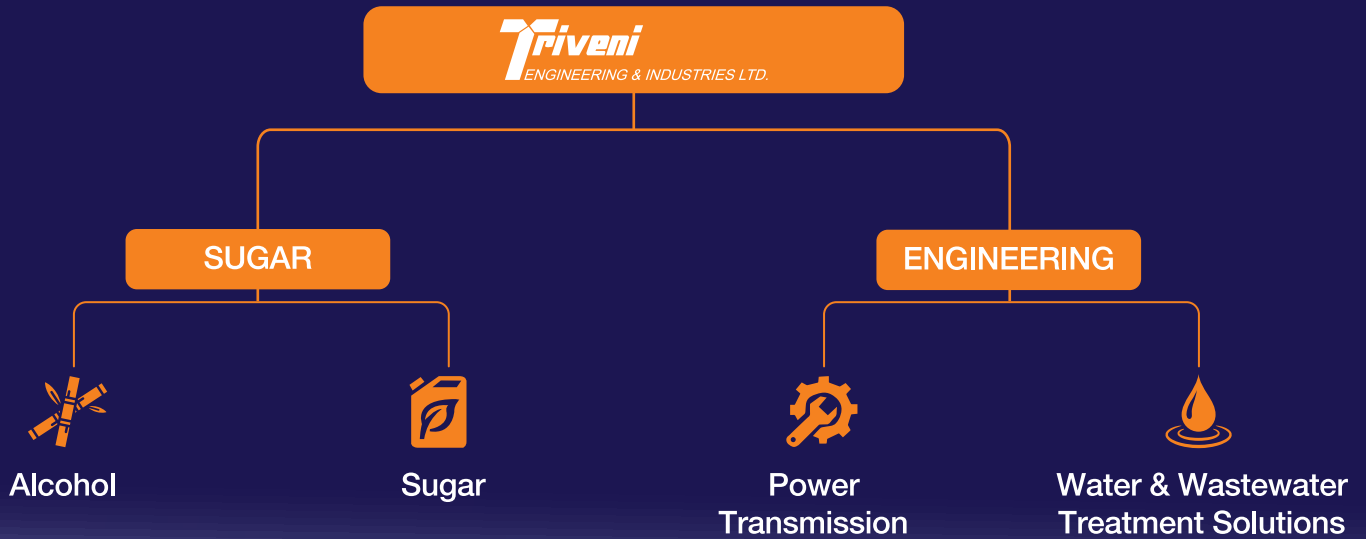 Triveni
ENGINEERING & INDUSTRIES LTD.
SUGAR
ENGINEERING
Alcohol
Sugar
Power
Transmission
Water & Wastewater
Treatment Solutions